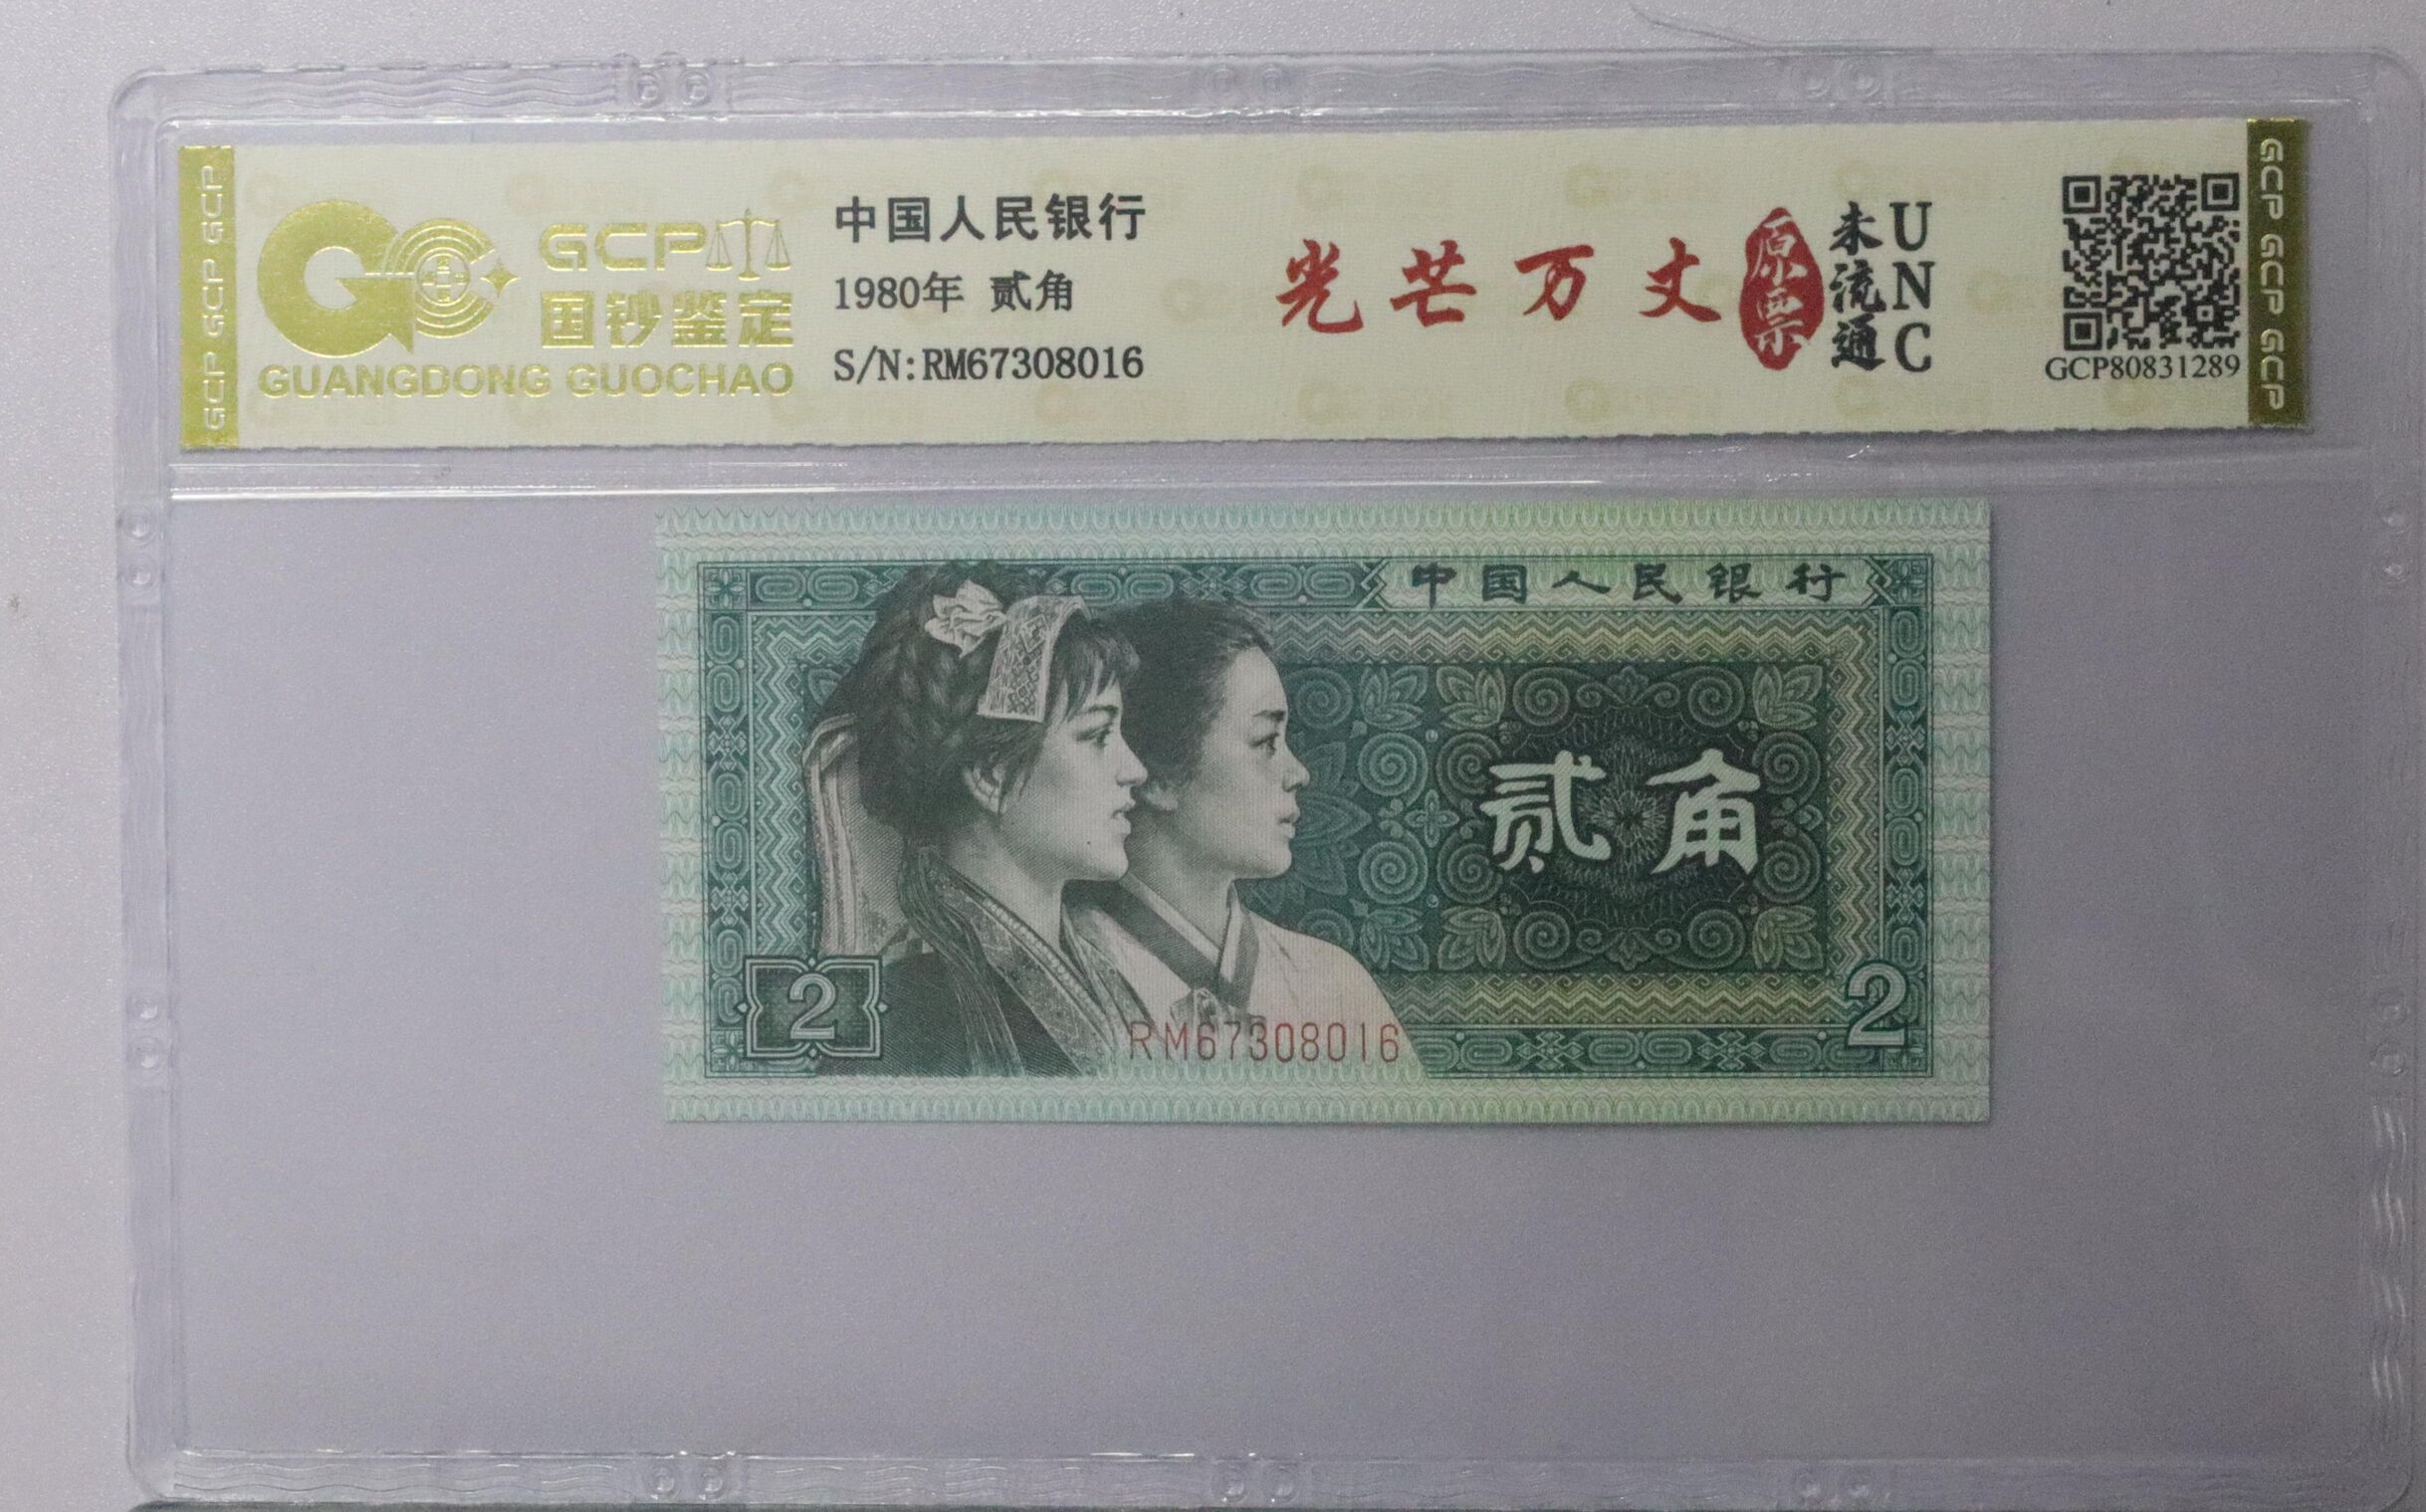 GCP GCP GCP
GCP
国钞鉴定
GUANGDONG GUOCHAO
中国人民银行
1980年 贰角
S/N:RM67308016
光芒万丈
原票
未流通
UNC
GCP80831289
GCP GCP GCP
中国人民银行
贰角
2
RM67308016
2